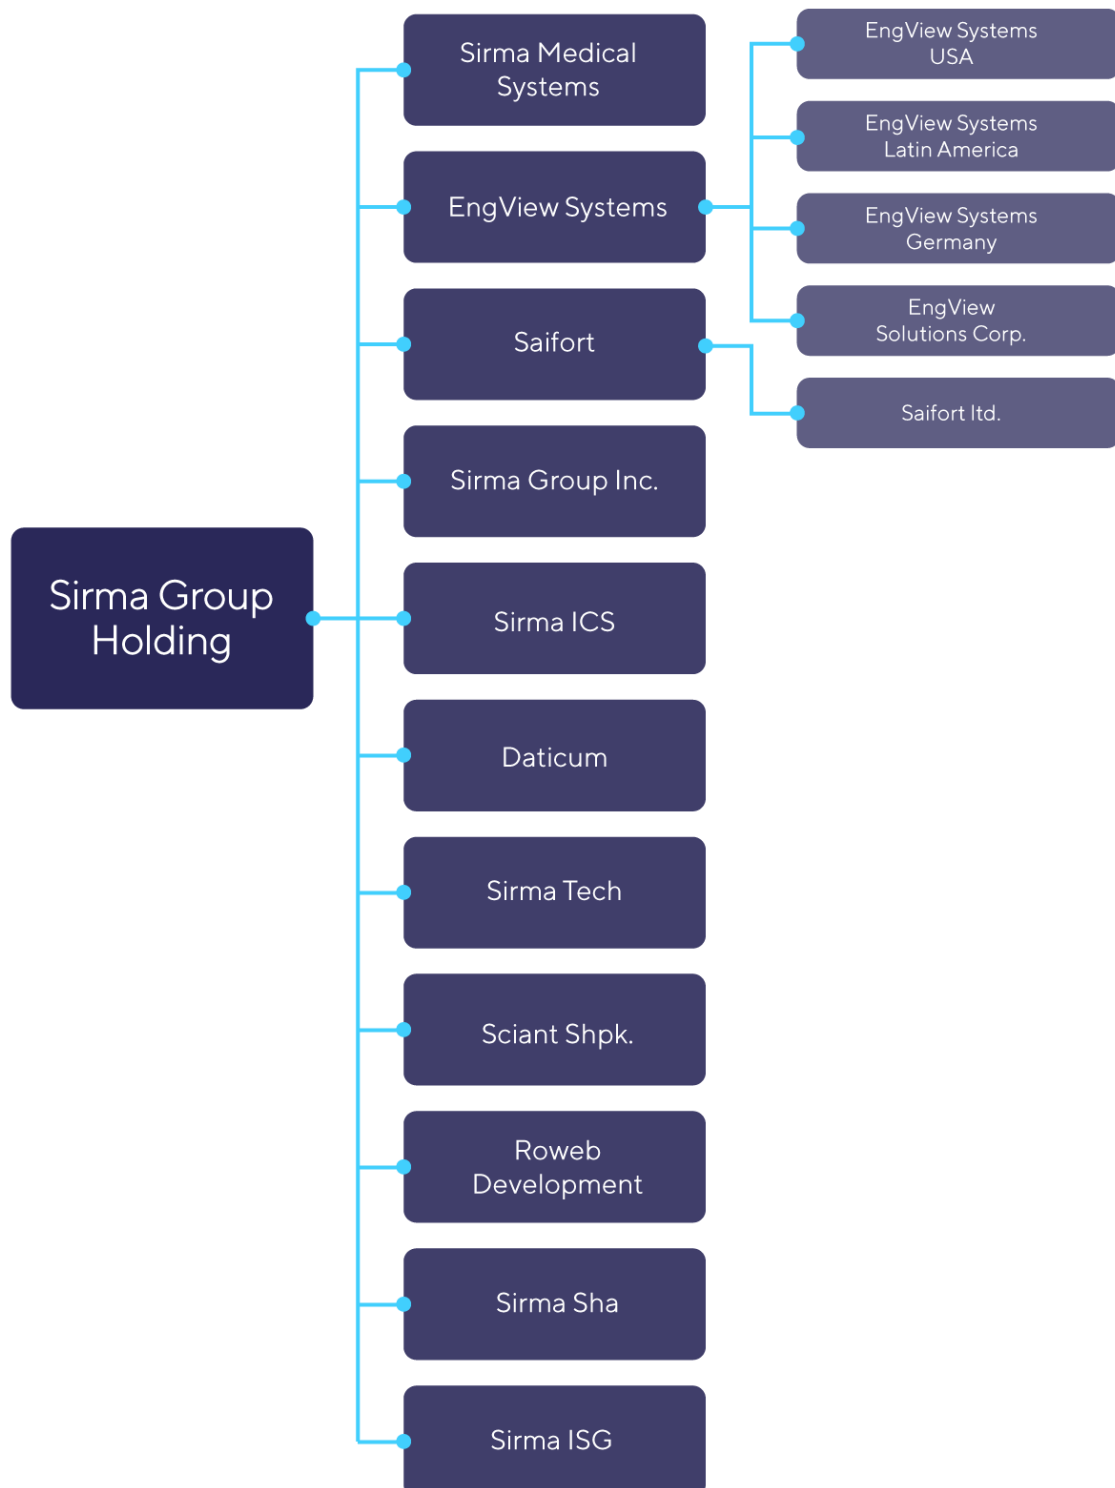 Sirma Group
Holding
Sirma Medical
Systems
EngView Systems
Saifort
Sirma Group Inc.
Sirma ICS
Daticum
Sirma Tech
Sciant Shpk.
Roweb
Development
Sirma Sha
Sirma ISG
EngView Systems
USA
EngView Systems
Latin America
EngView Systems
Germany
EngView
Solutions Corp.
Saifort ltd.